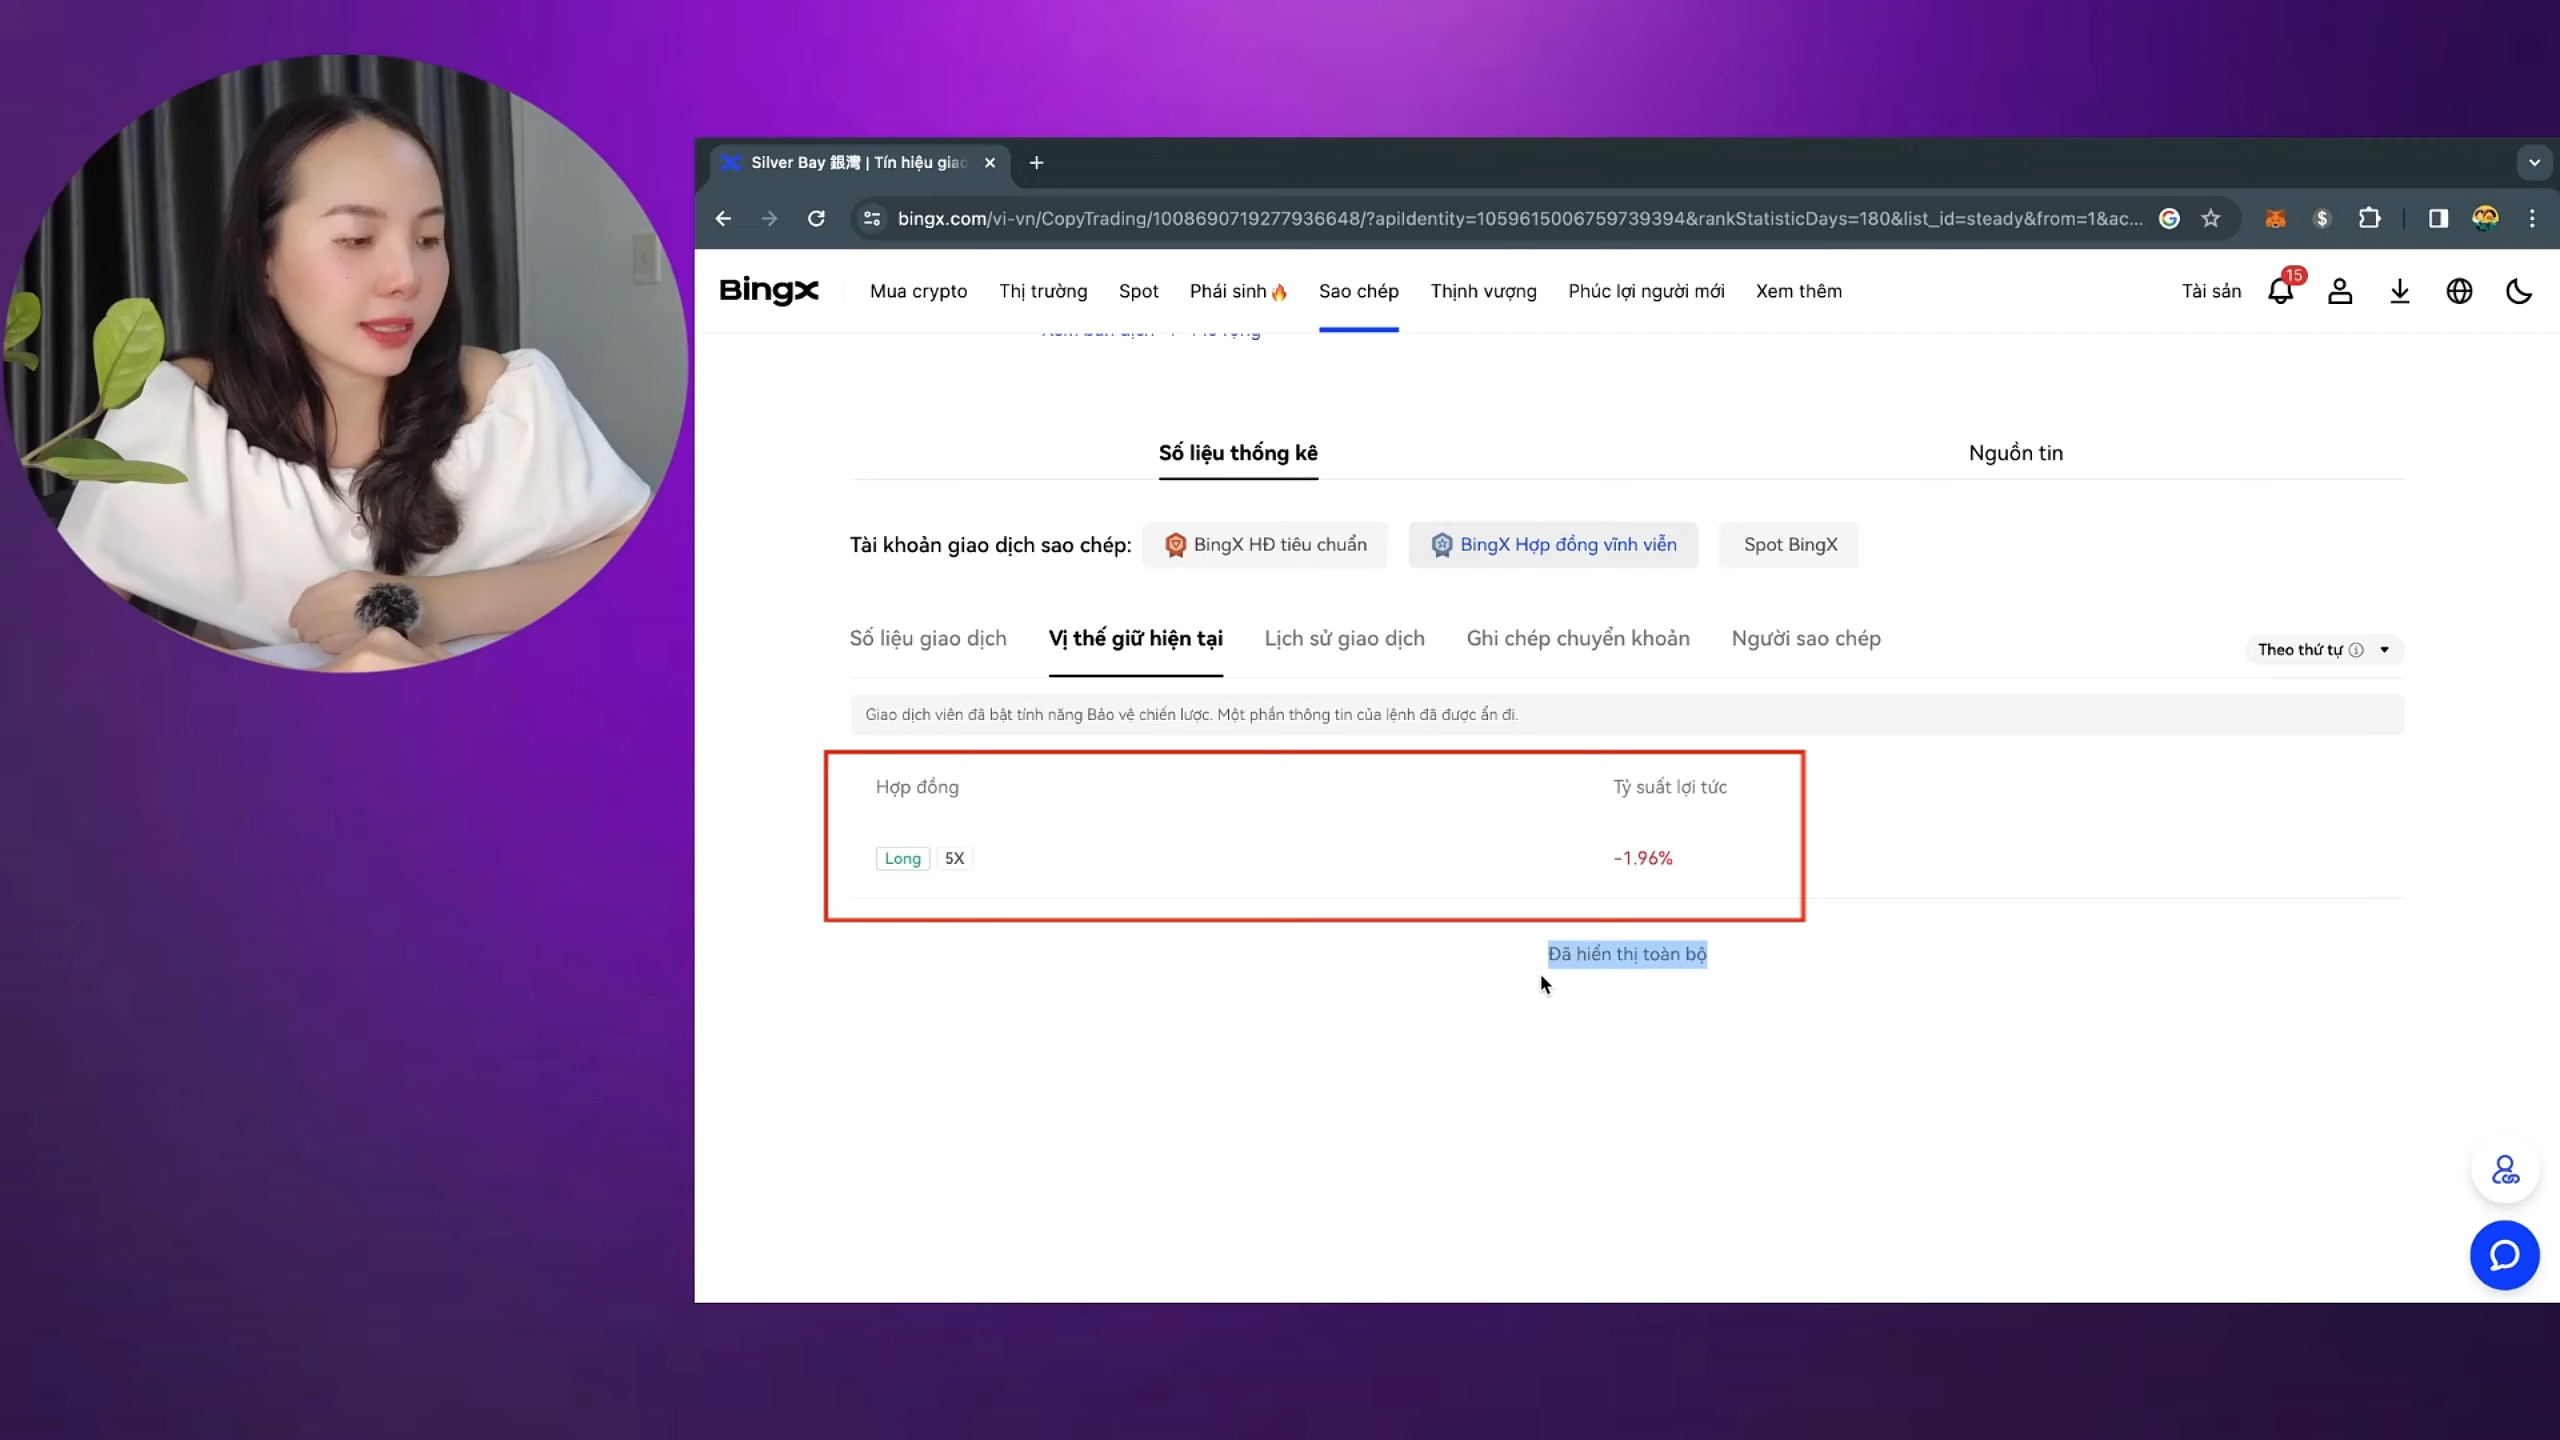 Silver Bay 銀灣 | Tín hiệu giao
bingx.com/vi-vn/CopyTrading/1008690719277936648/?apiIdentity=1059615006759739394&rankStatisticDays=180&list_id=steady&from=1&ac...
BingX
Mua crypto
Thị trường
Spot
Phái sinh
Sao chép
Thịnh vượng
Phúc lợi người mới
Xem thêm
Tài sản
15
Số liệu thống kê
Nguồn tin
Tài khoản giao dịch sao chép:
BingX HĐ tiêu chuẩn
BingX Hợp đồng vĩnh viễn
Spot BingX
Số liệu giao dịch
Vị thế giữ hiện tại
Lịch sử giao dịch
Ghi chép chuyển khoản
Người sao chép
Theo thứ tự
Giao dịch viên đã bật tính năng Bảo vệ chiến lược. Một phần thông tin của lệnh đã được ẩn đi.
Hợp đồng
Tỷ suất lợi tức
Long
5X
-1.96%
Đã hiển thị toàn bộ